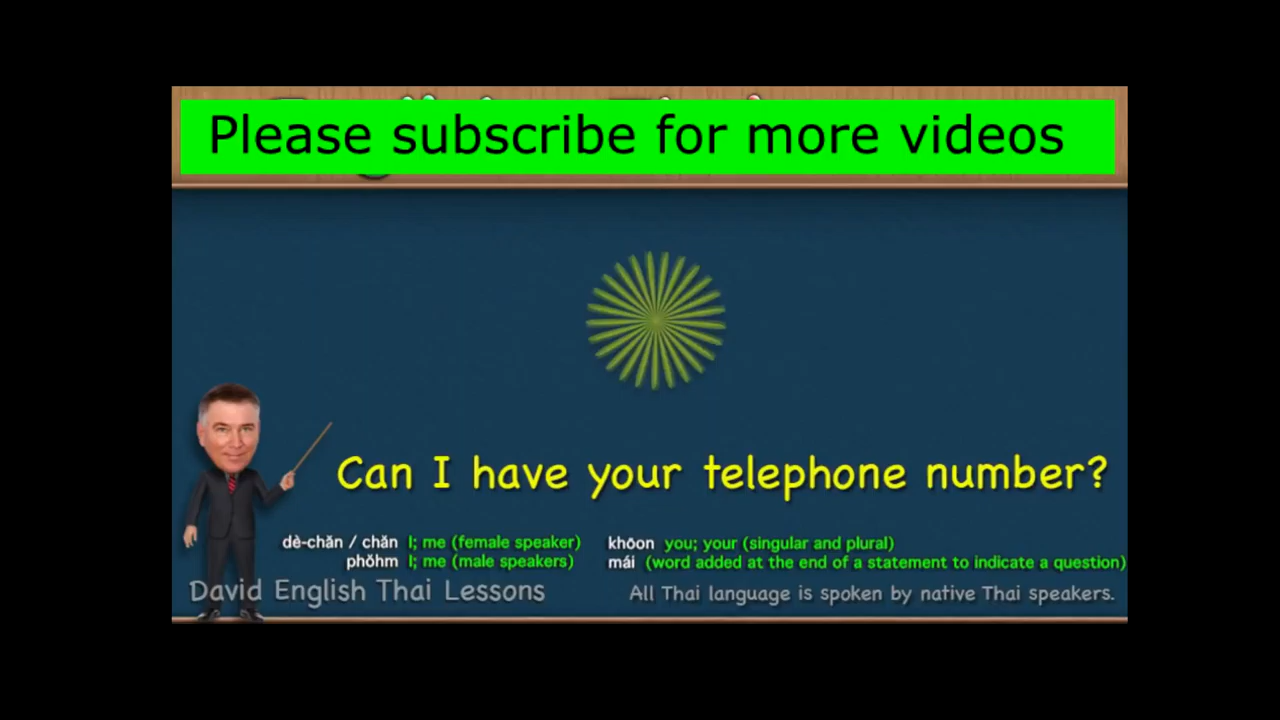 Please subscribe for more videos
Can I have your telephone number?
dè-chăn / chăn I; me (female speaker)
phŏhm I; me (male speakers)
khōon you; your (singular and plural)
mái (word added at the end of a statement to indicate a question)
David English Thai Lessons
All Thai language is spoken by native Thai speakers.